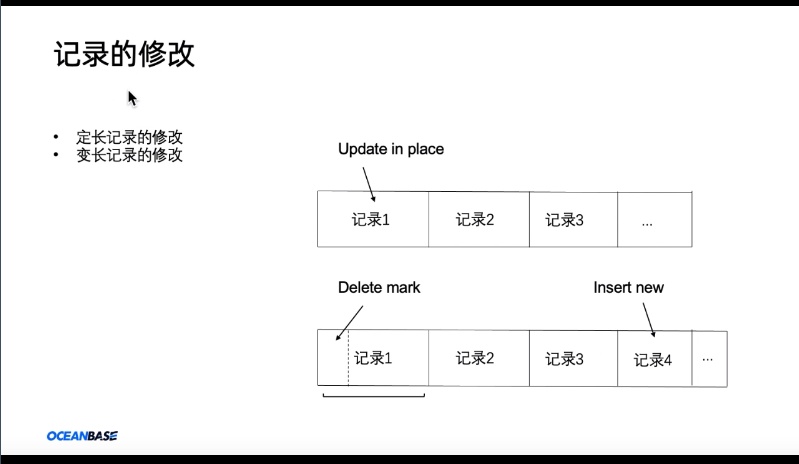 记录的修改
• 定长记录的修改
• 变长记录的修改
Update in place
记录1 记录2 记录3 ...
Delete mark Insert new
记录1 记录2 记录3 记录4 ...
OCEANBASE